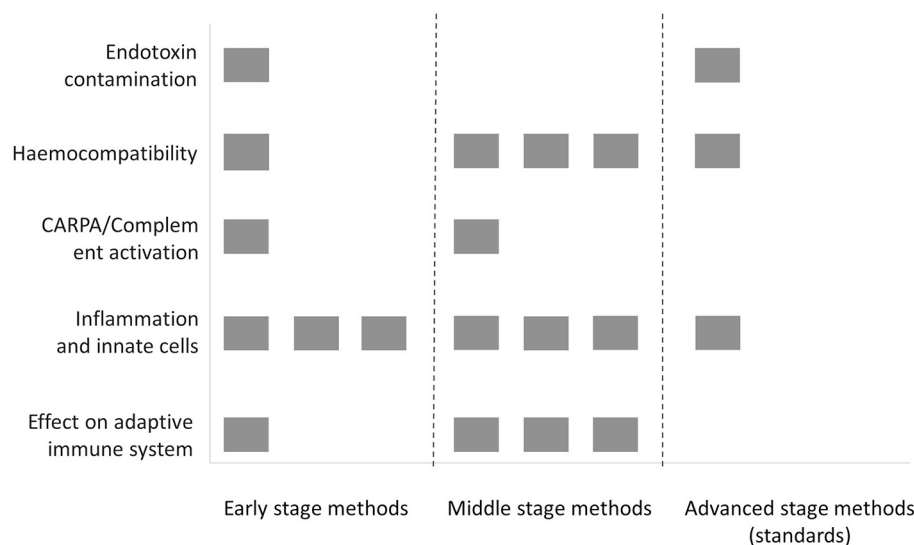 Endotoxin
contamination
Haemocompatibility
CARPA/Complem
ent activation
Inflammation
and innate cells
Effect on adaptive
immune system
Early stage methods
Middle stage methods
Advanced stage methods
(standards)